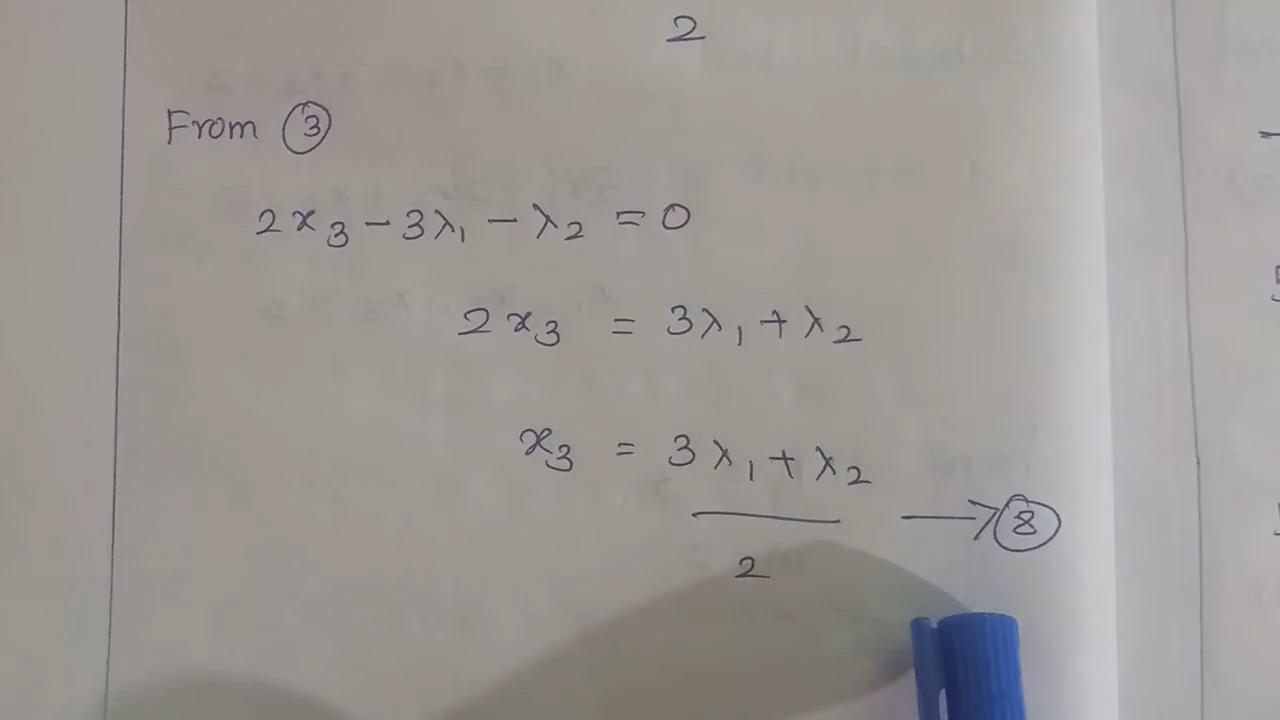 2
From ③
2x₃ - 3λ₁ - λ₂ = 0
2x₃ = 3λ₁ + λ₂
x₃ = 3λ₁ + λ₂
2 → ⑧